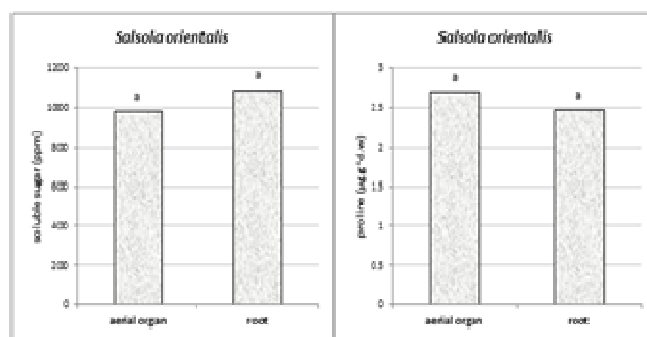 Salsola orientalis
1200
1000
800
600
400
200
0
soluble sugar (ppm)
a
a
aerial organ
root
Salsola orientalis
3
2.5
2
1.5
1
0.5
0
a
a
aerial organ
root